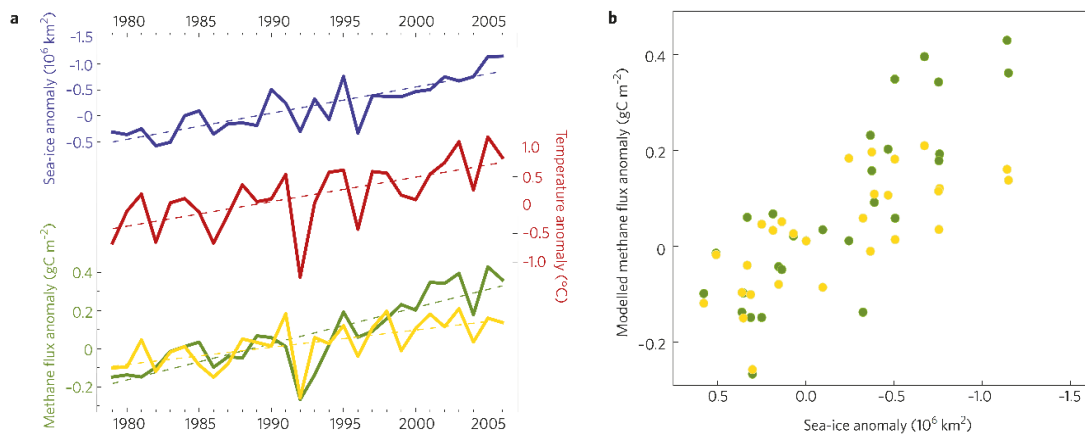 a
1980 1985 1990 1995 2000 2005
Sea-ice anomaly (10⁶ km²)
-1.5
-1.0
-0.5
-0
-0.5
Temperature anomaly (°C)
1.0
0.5
0
-0.5
-1.0
Methane flux anomaly (gC m⁻²)
0.4
0.2
0
-0.2
1980 1985 1990 1995 2000 2005
b
Modelled methane flux anomaly (gC m⁻²)
0.4
0.2
0
-0.2
0.5 0.0 -0.5 -1.0 -1.5
Sea-ice anomaly (10⁶ km²)